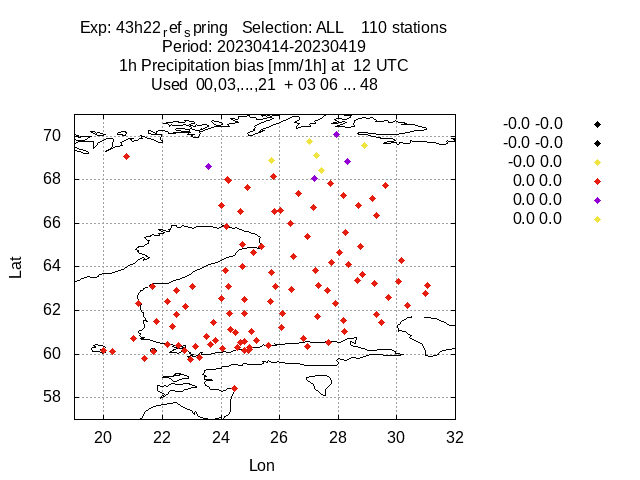 Exp: 43h22refspring   Selection: ALL    110 stations
Period: 20230414-20230419
1h Precipitation bias [mm/1h] at  12 UTC
Used  00,03,...,21  + 03 06 ... 48
-0.0 -0.0
-0.0 -0.0
-0.0 0.0
0.0 0.0
0.0 0.0
0.0 0.0
70
68
66
64
62
60
58
Lat
20 22 24 26 28 30 32
Lon